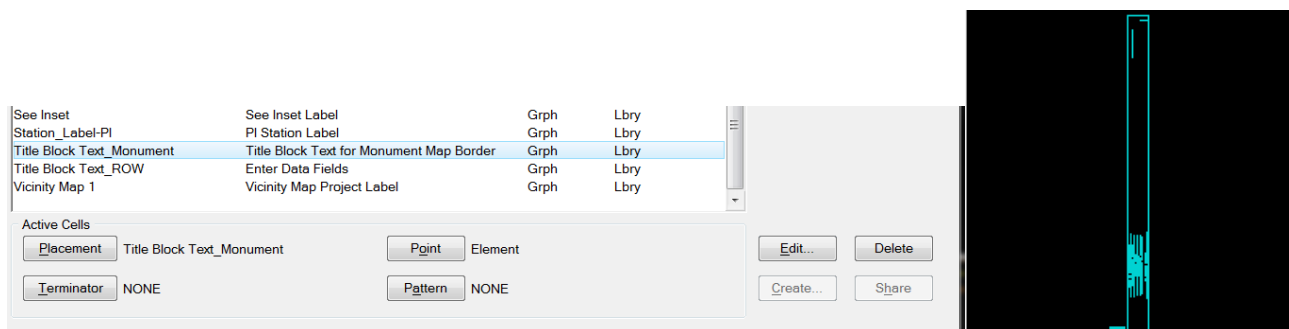 See Inset See Inset Label Grph Lbry
Station_Label-PI PI Station Label Grph Lbry
Title Block Text_Monument Title Block Text for Monument Map Border Grph Lbry
Title Block Text_ROW Enter Data Fields Grph Lbry
Vicinity Map 1 Vicinity Map Project Label Grph Lbry
Active Cells
Placement Title Block Text_Monument Point Element Edit... Delete
Terminator NONE Pattern NONE Create... Share